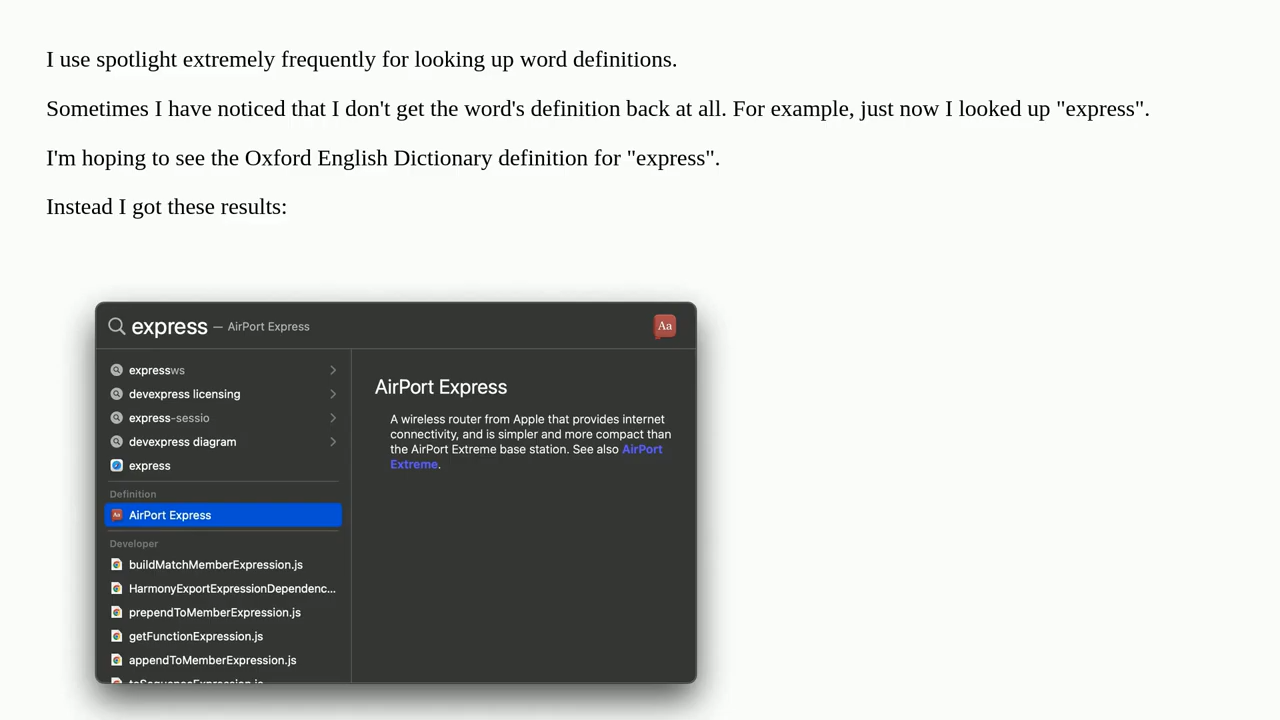 I use spotlight extremely frequently for looking up word definitions.
Sometimes I have noticed that I don't get the word's definition back at all. For example, just now I looked up "express".
I'm hoping to see the Oxford English Dictionary definition for "express".
Instead I got these results:
express — AirPort Express
Aa
expressws
devexpress licensing
express-sessio
devexpress diagram
express
Definition
AirPort Express
Developer
buildMatchMemberExpression.js
HarmonyExportExpressionDependenc...
prependToMemberExpression.js
getFunctionExpression.js
appendToMemberExpression.js
toSequenceExpression.js
AirPort Express
A wireless router from Apple that provides internet
connectivity, and is simpler and more compact than
the AirPort Extreme base station. See also AirPort
Extreme.